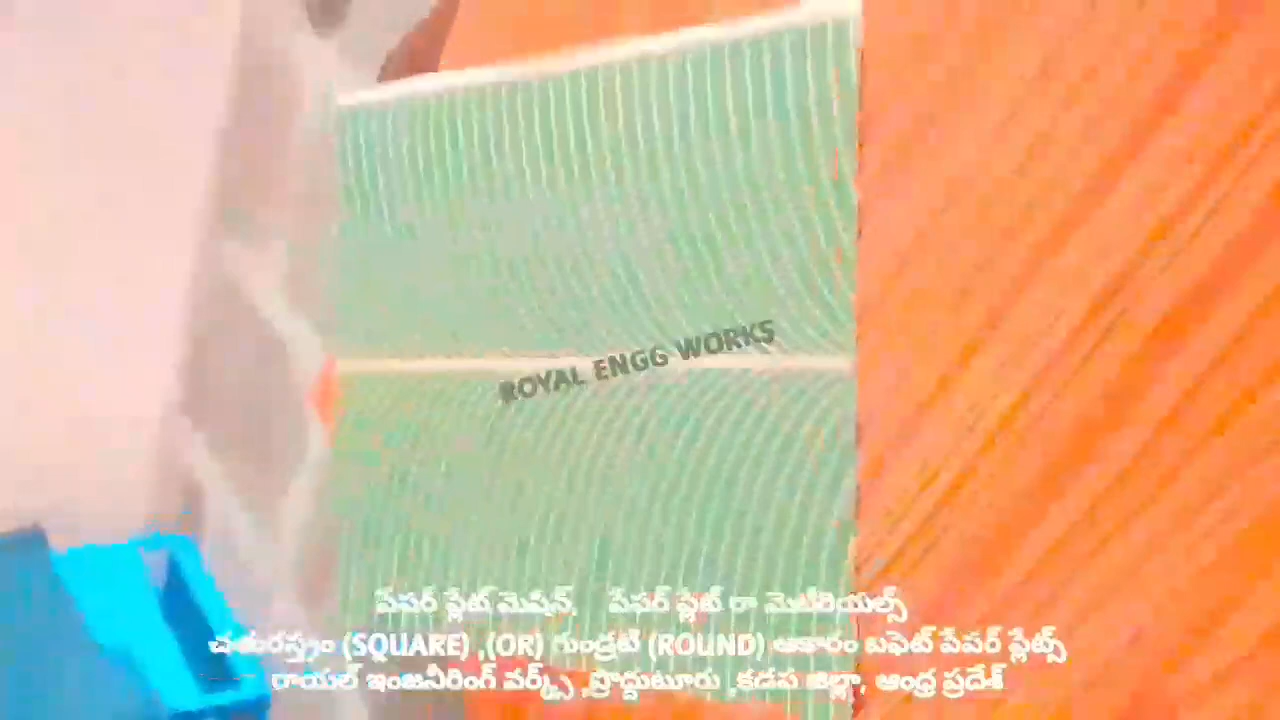 ROYAL ENGG WORKS
పేపర్ ప్లేట్ మెషిన్, పేపర్ ప్లేట్ రా మెటీరియల్స్
చతురస్రం (SQUARE) ,(OR) గుండ్రటి (ROUND) ఆకారం బఫెట్ పేపర్ ప్లేట్స్
రాయల్ ఇంజనీరింగ్ వర్క్స్ ,ప్రొద్దుటూరు ,కడప జిల్లా, ఆంధ్ర ప్రదేశ్